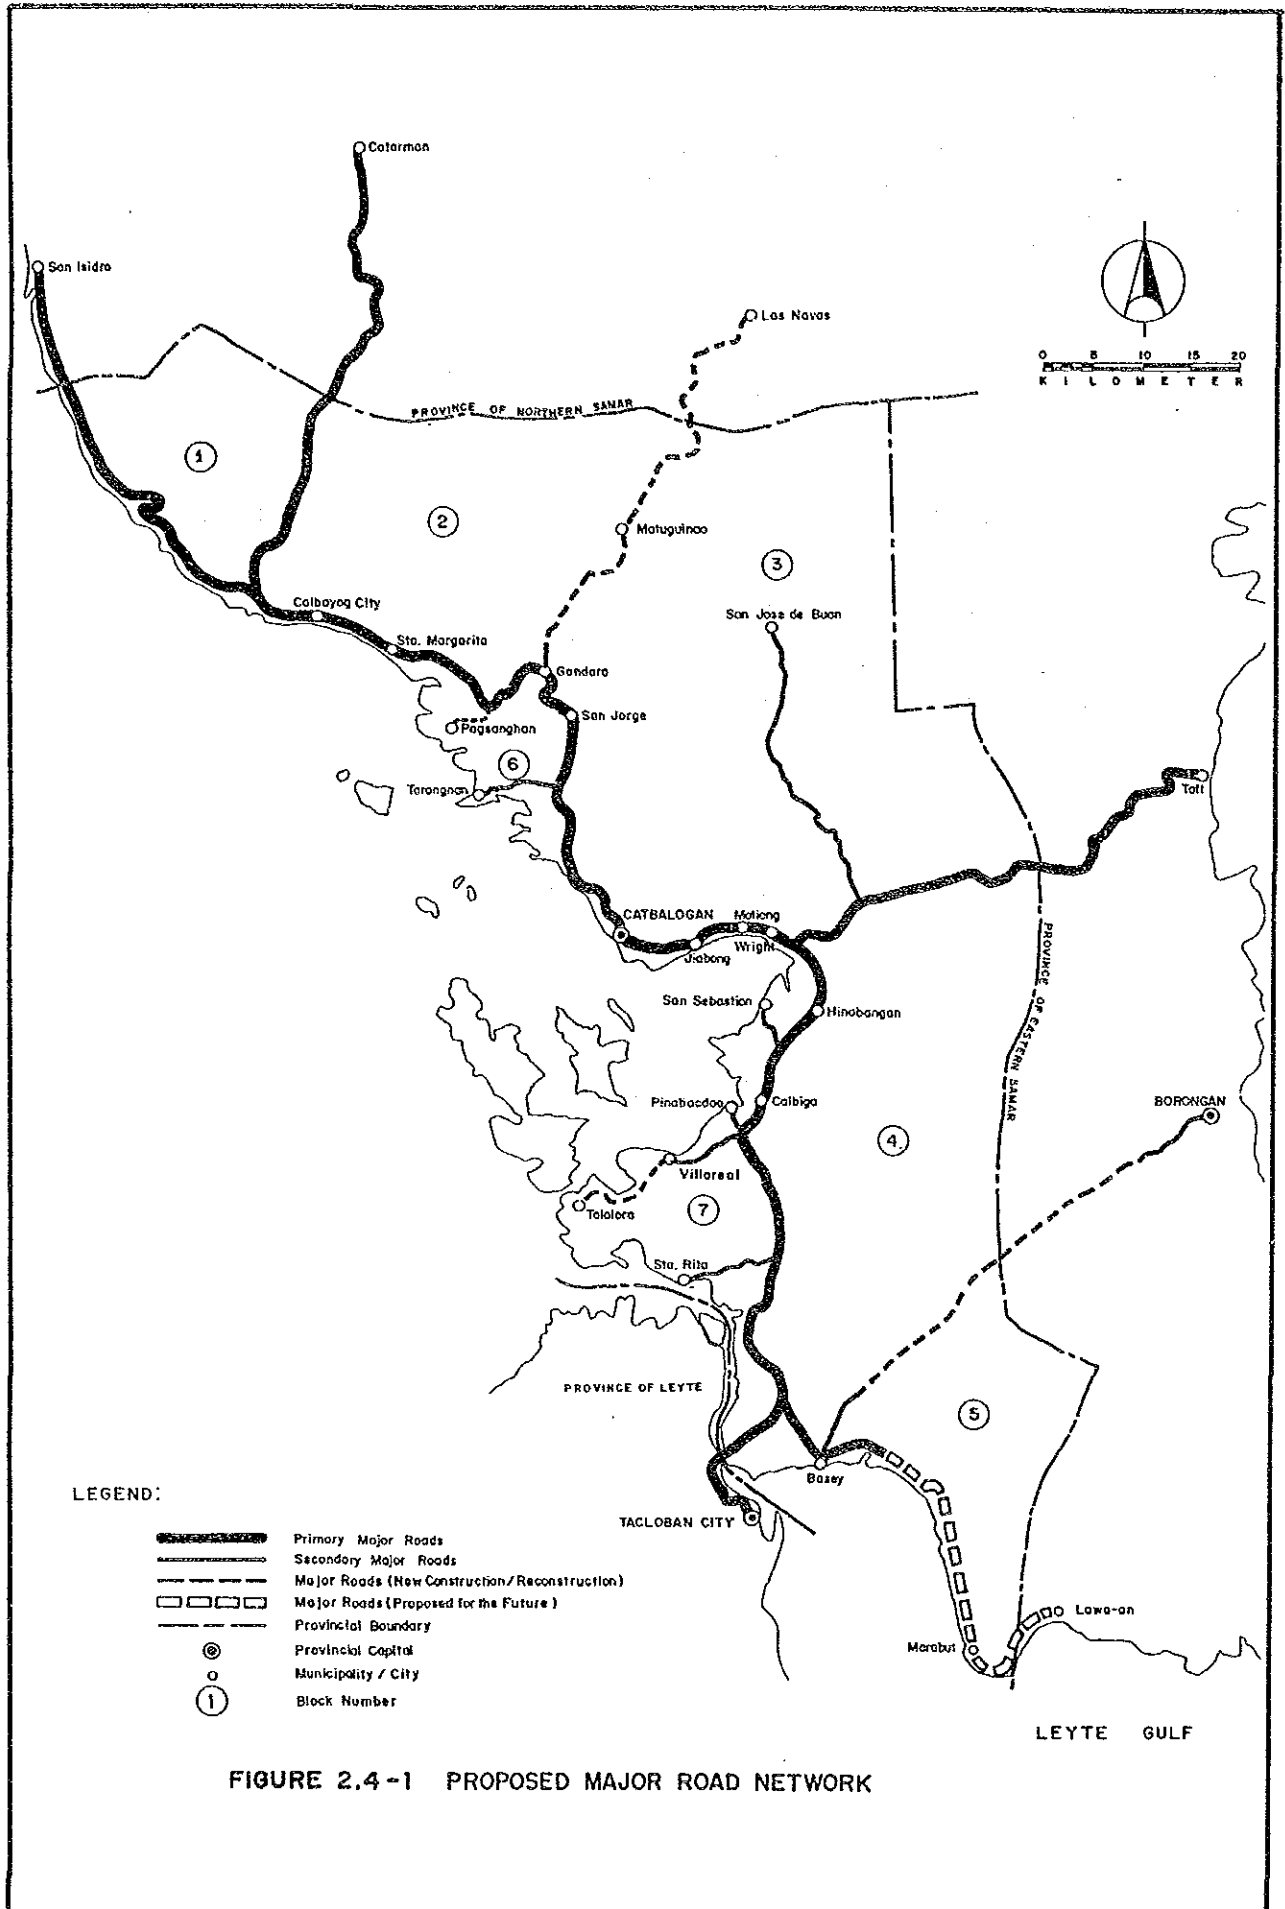 Catarman
San Isidro
Las Navas
0 5 10 15 20
KILOMETER
PROVINCE OF NORTHERN SAMAR
1
2
Matuguinao
3
San Jose de Buan
Calbayog City
Sta. Margarita
Gandara
San Jorge
Pagsanghan
6
Tarangnan
Taft
CATBALOGAN
Motiong
Wright
Jiabong
PROVINCE OF EASTERN SAMAR
San Sebastian
Hinabangan
Pinabacdao
Calbiga
BORONGAN
4
Villareal
7
Talalora
Sta. Rita
PROVINCE OF LEYTE
5
Basey
TACLOBAN CITY
Lawa-an
Marabut
LEYTE GULF
LEGEND:
Primary Major Roads
Secondary Major Roads
Major Roads (New Construction/Reconstruction)
Major Roads (Proposed for the Future)
Provincial Boundary
Provincial Capital
Municipality / City
1 Block Number
FIGURE 2.4-1 PROPOSED MAJOR ROAD NETWORK